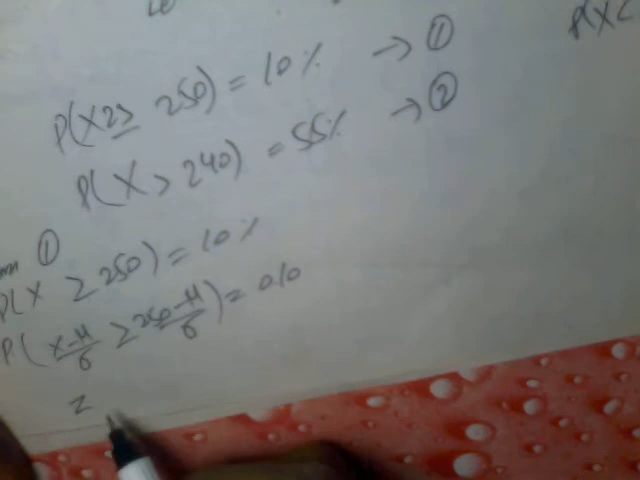 P(X<
P(X ≥ 250) = 10% → ①
P(X > 240) = 55% → ②
①
P(X ≥ 250) = 10%
P( x-μ/σ ≥ 250-μ/σ ) = 0.10
Z